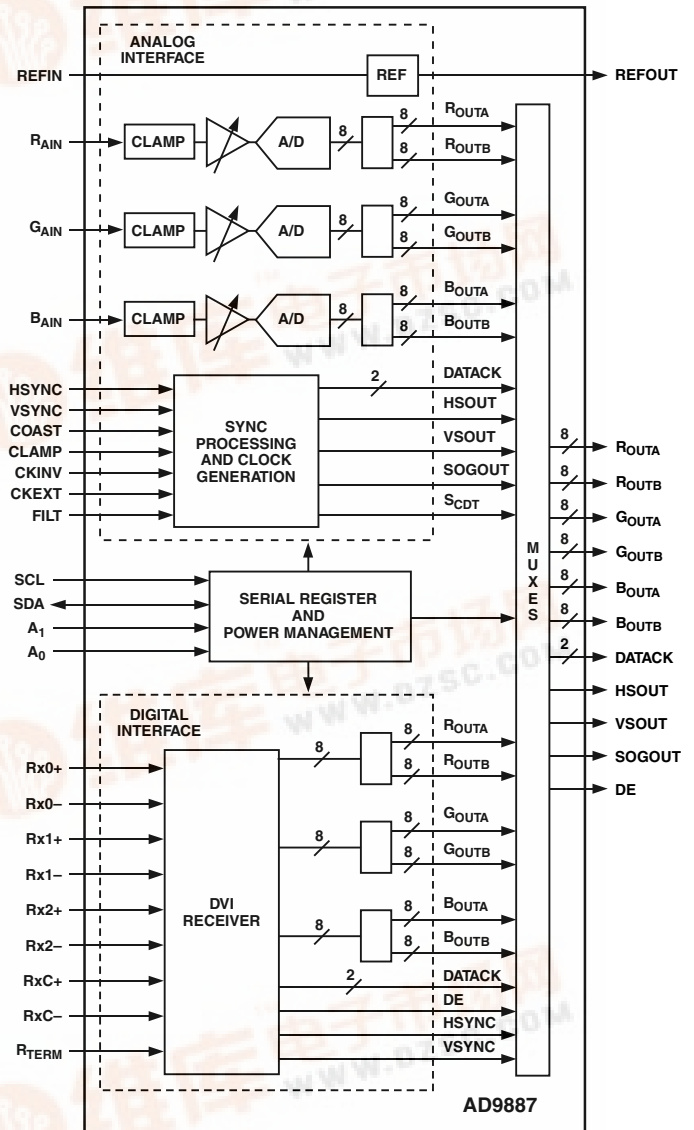 ANALOG
INTERFACE
REFIN
REF
REFOUT
RAIN
CLAMP
A/D
8
8
ROUTA
8
ROUTB
GAIN
CLAMP
A/D
8
8
GOUTA
8
GOUTB
BAIN
CLAMP
A/D
8
8
BOUTA
8
BOUTB
HSYNC
VSYNC
COAST
CLAMP
CKINV
CKEXT
FILT
SYNC
PROCESSING
AND CLOCK
GENERATION
2
DATACK
HSOUT
VSOUT
SOGOUT
SCDT
SCL
SDA
A1
A0
SERIAL REGISTER
AND
POWER MANAGEMENT
MUXES
8
ROUTA
8
ROUTB
8
GOUTA
8
GOUTB
8
BOUTA
8
BOUTB
2
DATACK
HSOUT
VSOUT
SOGOUT
DE
DIGITAL
INTERFACE
Rx0+
Rx0–
Rx1+
Rx1–
Rx2+
Rx2–
RxC+
RxC–
RTERM
DVI
RECEIVER
8
8
ROUTA
8
ROUTB
8
8
GOUTA
8
GOUTB
8
8
BOUTA
8
BOUTB
2
DATACK
DE
HSYNC
VSYNC
AD9887